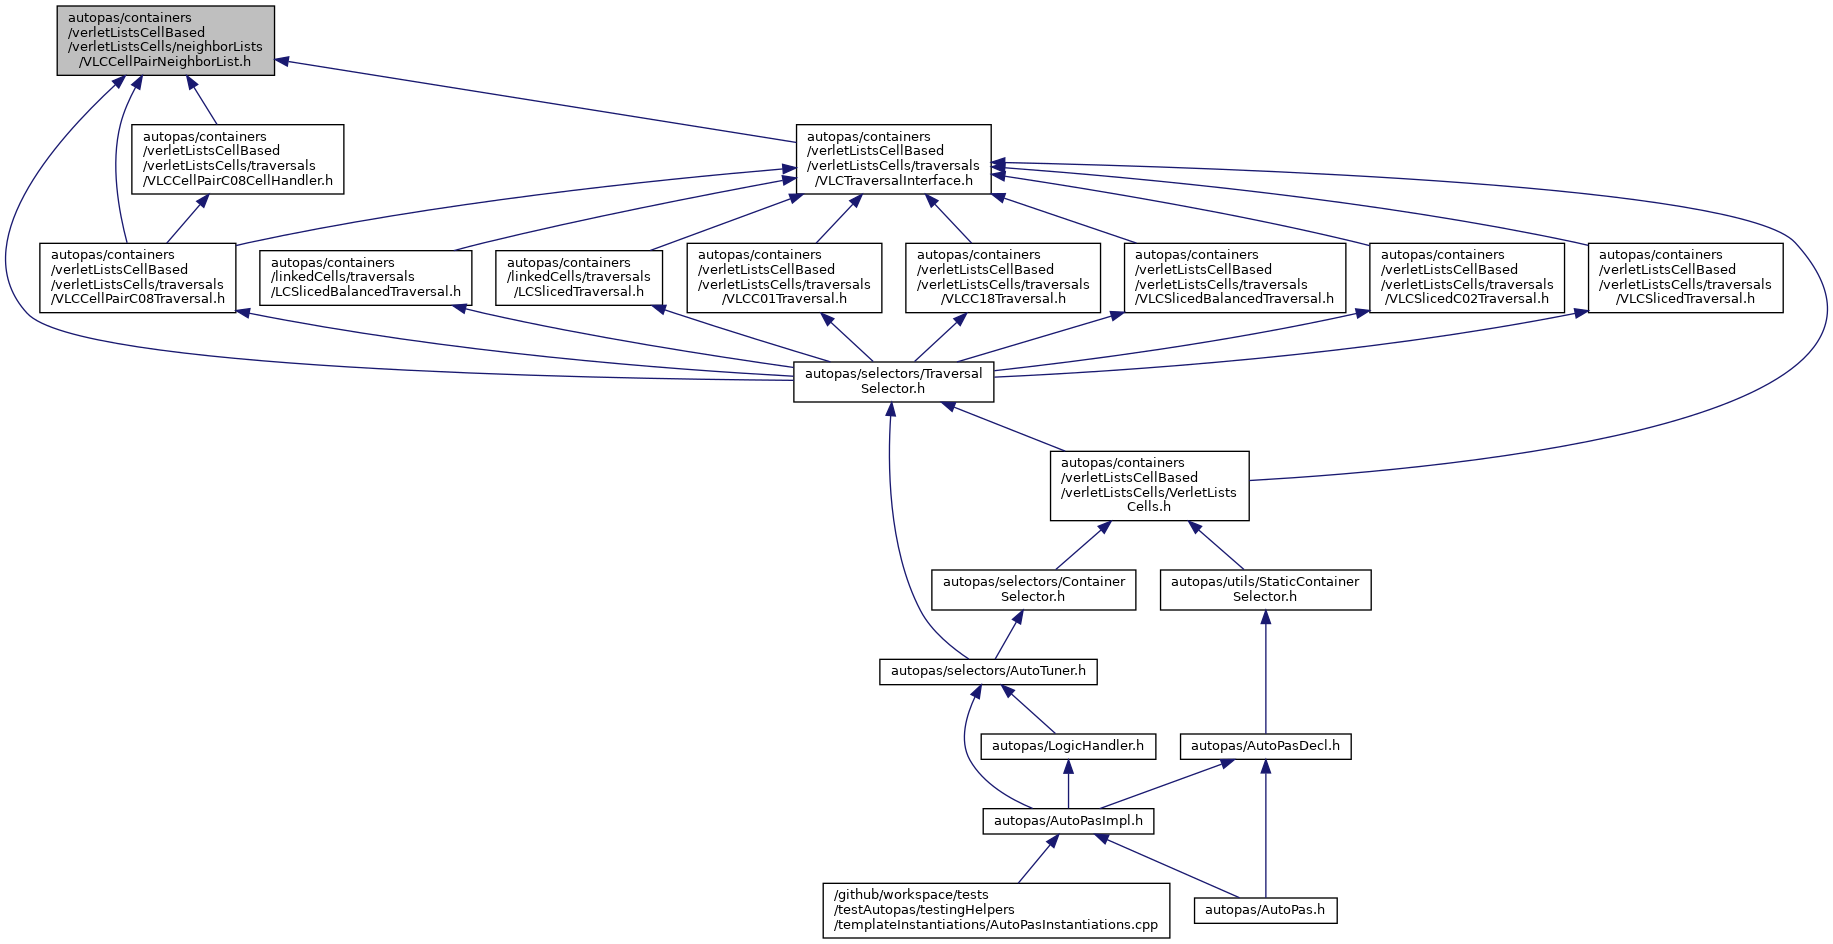 autopas/containers
/verletListsCellBased
/verletListsCells/neighborLists
/VLCCellPairNeighborList.h
autopas/containers
/verletListsCellBased
/verletListsCells/traversals
/VLCCellPairC08CellHandler.h
autopas/containers
/verletListsCellBased
/verletListsCells/traversals
/VLCTraversalInterface.h
autopas/containers
/verletListsCellBased
/verletListsCells/traversals
/VLCCellPairC08Traversal.h
autopas/containers
/linkedCells/traversals
/LCSlicedBalancedTraversal.h
autopas/containers
/linkedCells/traversals
/LCSlicedTraversal.h
autopas/containers
/verletListsCellBased
/verletListsCells/traversals
/VLCC01Traversal.h
autopas/containers
/verletListsCellBased
/verletListsCells/traversals
/VLCC18Traversal.h
autopas/containers
/verletListsCellBased
/verletListsCells/traversals
/VLCSlicedBalancedTraversal.h
autopas/containers
/verletListsCellBased
/verletListsCells/traversals
/VLCSlicedC02Traversal.h
autopas/containers
/verletListsCellBased
/verletListsCells/traversals
/VLCSlicedTraversal.h
autopas/selectors/Traversal
Selector.h
autopas/containers
/verletListsCellBased
/verletListsCells/VerletLists
Cells.h
autopas/selectors/Container
Selector.h
autopas/utils/StaticContainer
Selector.h
autopas/selectors/AutoTuner.h
autopas/LogicHandler.h
autopas/AutoPasDecl.h
autopas/AutoPasImpl.h
/github/workspace/tests
/testAutopas/testingHelpers
/templateInstantiations/AutoPasInstantiations.cpp
autopas/AutoPas.h